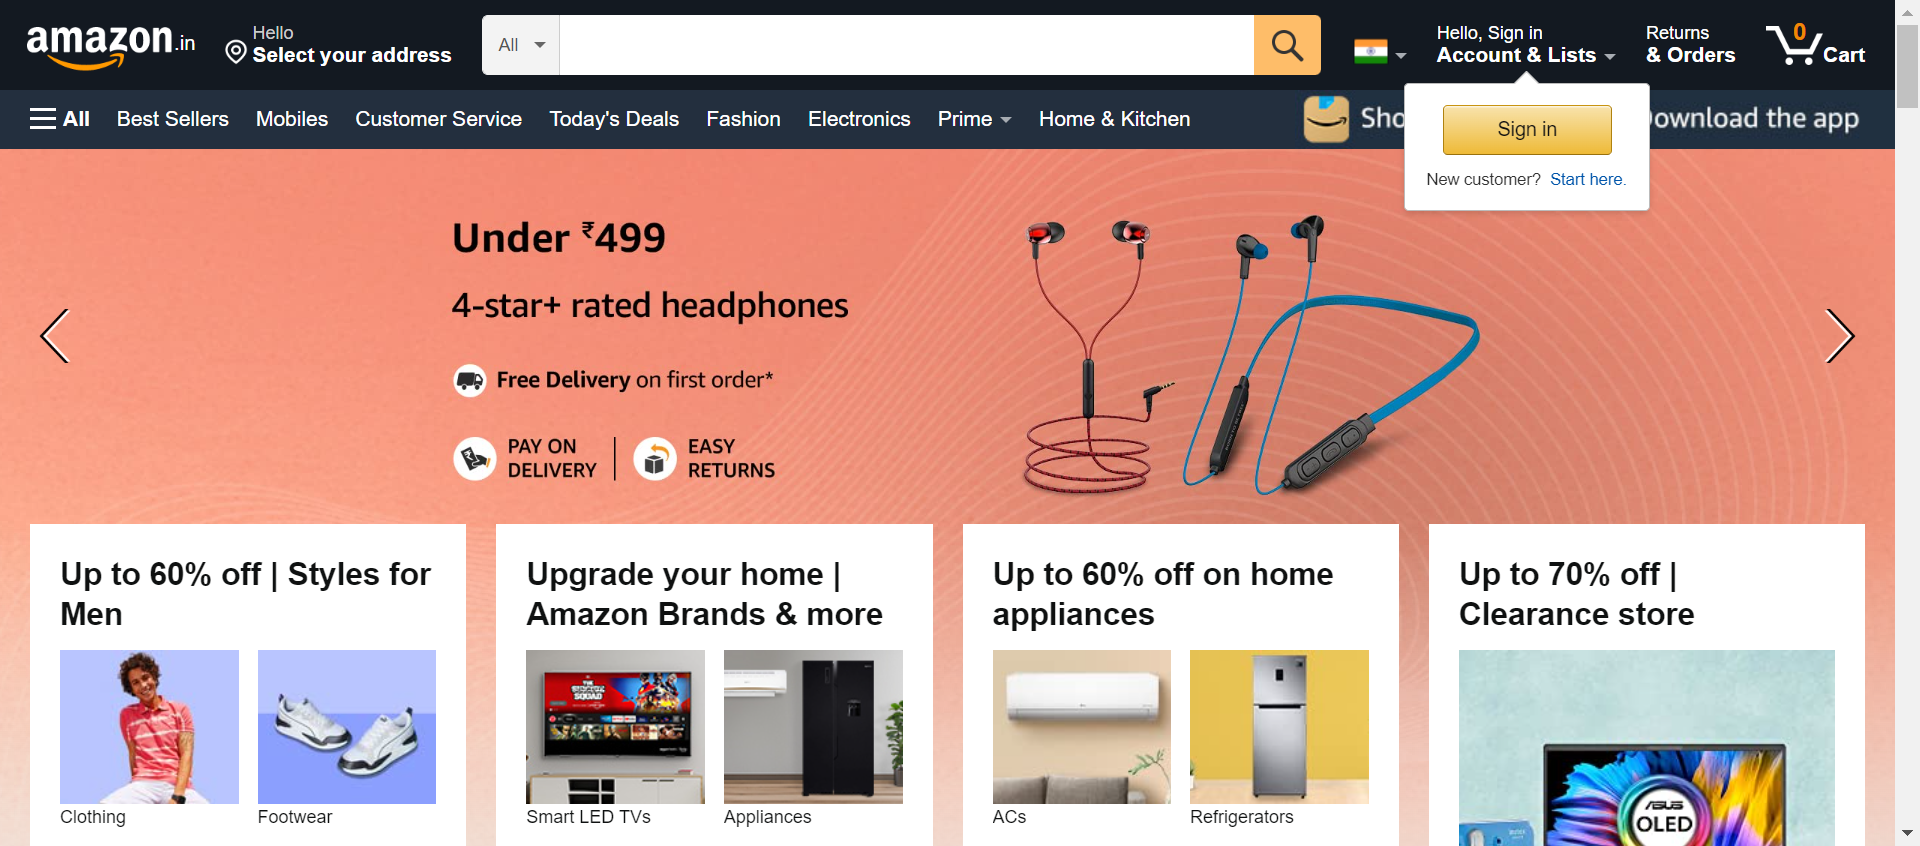 amazon.in
Hello
Select your address
All
Hello, Sign in
Account & Lists
Returns
& Orders
0
Cart
All
Best Sellers
Mobiles
Customer Service
Today's Deals
Fashion
Electronics
Prime
Home & Kitchen
Sho
ownload the app
Sign in
New customer? Start here.
Under ₹499
4-star+ rated headphones
Free Delivery on first order*
PAY ON
DELIVERY
EASY
RETURNS
Up to 60% off | Styles for
Men
Clothing
Footwear
Upgrade your home |
Amazon Brands & more
THE
SUICIDE
SQUAD
Smart LED TVs
Appliances
Up to 60% off on home
appliances
ACs
Refrigerators
Up to 70% off |
Clearance store
ASUS
OLED